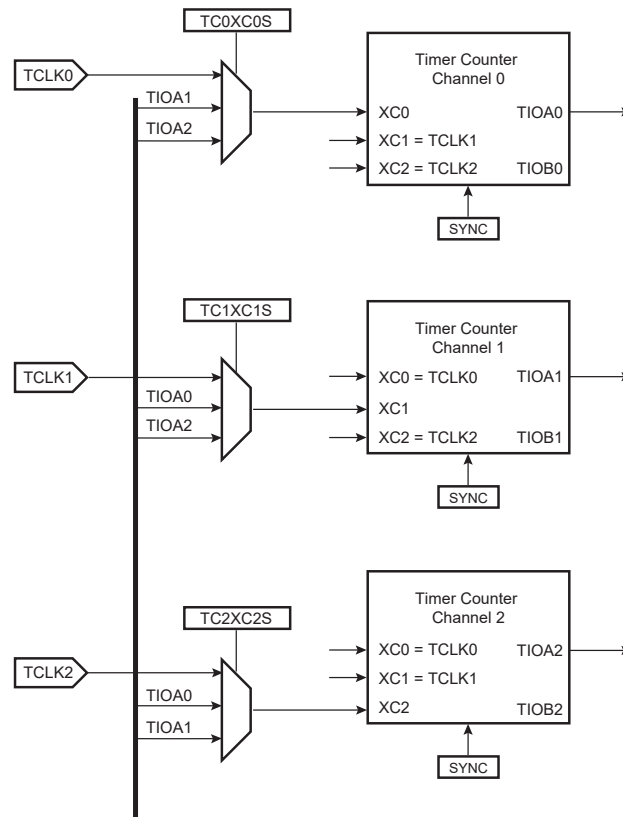 TC0XC0S
TCLK0
TIOA1
TIOA2
Timer Counter
Channel 0
XC0
TIOA0
XC1 = TCLK1
XC2 = TCLK2
TIOB0
SYNC
TC1XC1S
TCLK1
TIOA0
TIOA2
Timer Counter
Channel 1
XC0 = TCLK0
TIOA1
XC1
XC2 = TCLK2
TIOB1
SYNC
TC2XC2S
TCLK2
TIOA0
TIOA1
Timer Counter
Channel 2
XC0 = TCLK0
TIOA2
XC1 = TCLK1
XC2
TIOB2
SYNC